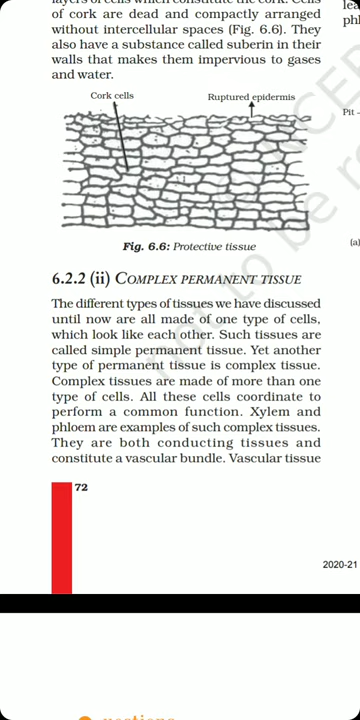 of cork are dead and compactly arranged
without intercellular spaces (Fig. 6.6). They
also have a substance called suberin in their
walls that makes them impervious to gases
and water.
Cork cells
Ruptured epidermis
Fig. 6.6: Protective tissue
6.2.2 (ii) COMPLEX PERMANENT TISSUE
The different types of tissues we have discussed
until now are all made of one type of cells,
which look like each other. Such tissues are
called simple permanent tissue. Yet another
type of permanent tissue is complex tissue.
Complex tissues are made of more than one
type of cells. All these cells coordinate to
perform a common function. Xylem and
phloem are examples of such complex tissues.
They are both conducting tissues and
constitute a vascular bundle. Vascular tissue
72
Pit -
(a)
2020-21